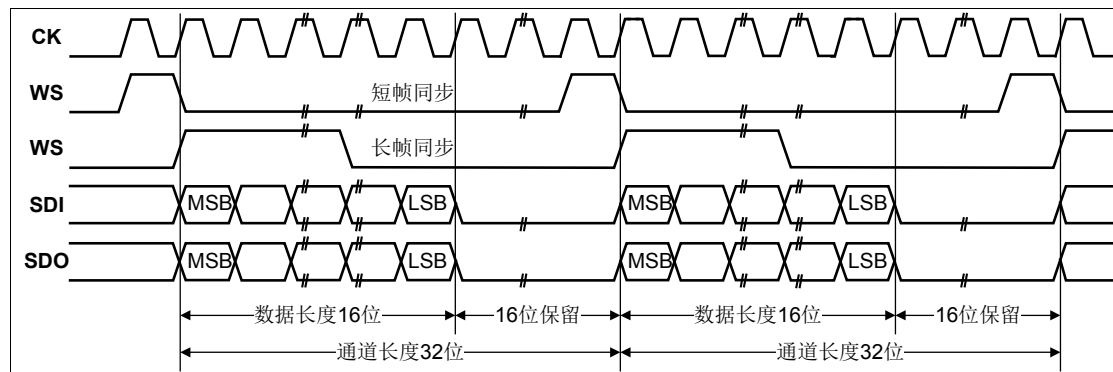 CK
WS 短帧同步
WS 长帧同步
SDI MSB LSB MSB LSB
SDO MSB LSB MSB LSB
数据长度16位 16位保留 数据长度16位 16位保留
通道长度32位 通道长度32位